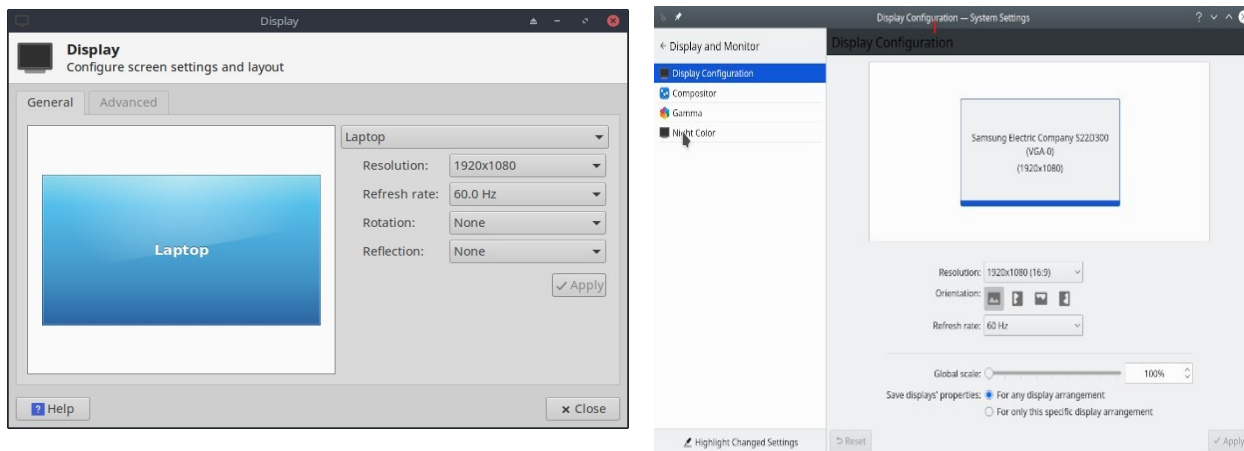 Display
Display
Configure screen settings and layout
General
Advanced
Laptop
Laptop
Resolution: 1920x1080
Refresh rate: 60.0 Hz
Rotation: None
Reflection: None
Apply
Help
Close
Display Configuration — System Settings
Display and Monitor
Display Configuration
Compositor
Gamma
Night Color
Highlight Changed Settings
Display Configuration
Samsung Electric Company S22D300
(VGA-0)
(1920x1080)
Resolution: 1920x1080 (16:9)
Orientation:
Refresh rate: 60 Hz
Global scale: 100%
Save displays' properties: For any display arrangement
For only this specific display arrangement
Reset
Apply